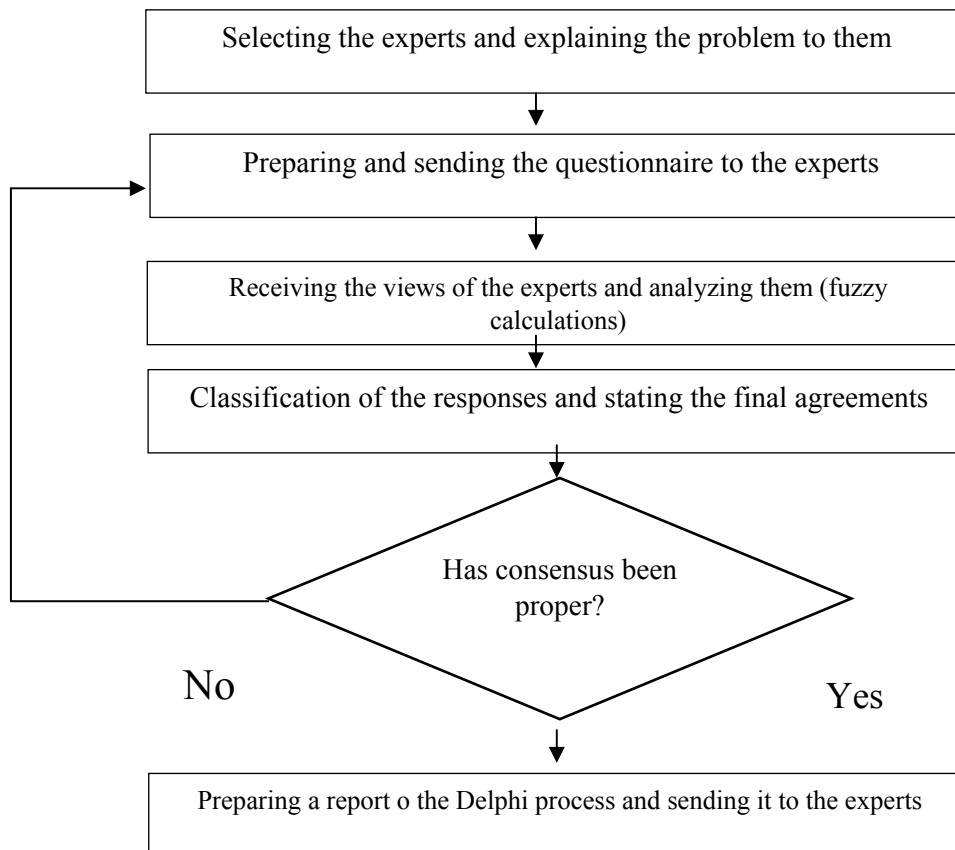 Selecting the experts and explaining the problem to them
Preparing and sending the questionnaire to the experts
Receiving the views of the experts and analyzing them (fuzzy
calculations)
Classification of the responses and stating the final agreements
Has consensus been
proper?
No
Yes
Preparing a report o the Delphi process and sending it to the experts